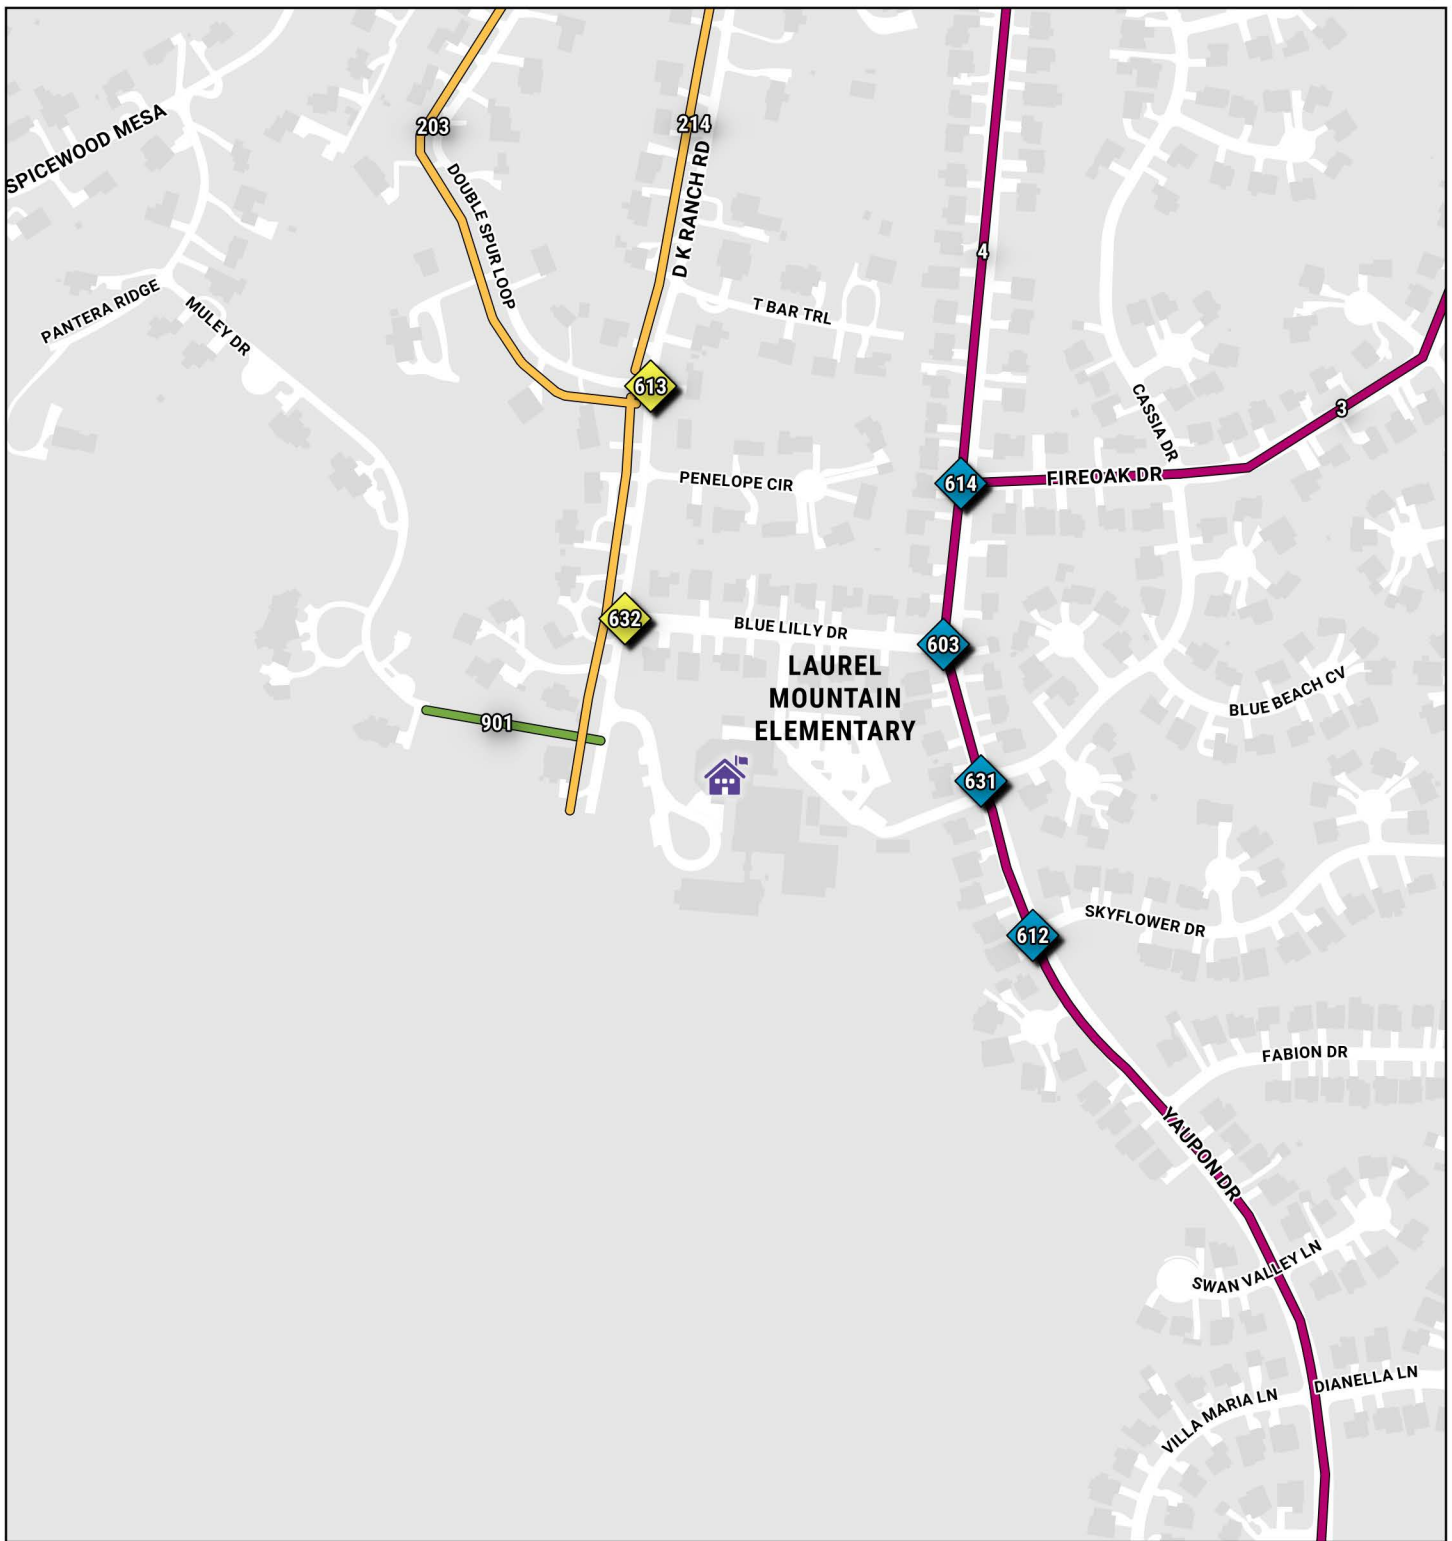 SPICEWOOD MESA
203
214
DOUBLE SPUR LOOP
D K RANCH RD
4
PANTERA RIDGE
MULEY DR
T BAR TRL
613
3
CASSIA DR
PENELOPE CIR
614
FIREOAK DR
632
BLUE LILLY DR
603
LAUREL
MOUNTAIN
ELEMENTARY
BLUE BEACH CV
901
631
SKYFLOWER DR
612
FABION DR
YAUPON DR
SWAN VALLEY LN
DIANELLA LN
VILLA MARIA LN